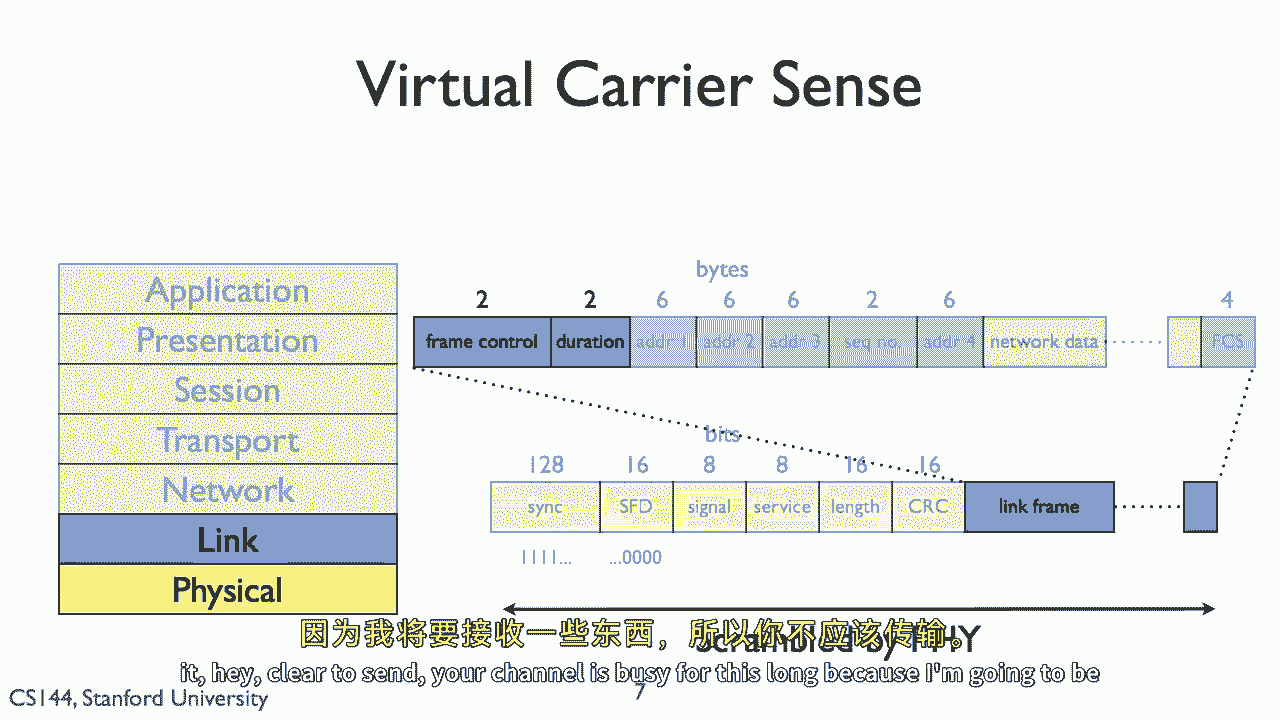 Virtual Carrier Sense
Application
Presentation
Session
Transport
Network
Link
Physical
bytes
2 2 6 6 6 2 6 4
frame control duration addr 1 addr 2 addr 3 addr 4 network data FCS
bits
128 16 8 8 16 16
sync SFD signal service length CRC link frame
1111... ...0000
Scrambled by PHY
因为我将要接收一些东西，所以你不应该传输。
it, hey, clear to send, your channel is busy for this long because I'm going to be
CS144, Stanford University
7